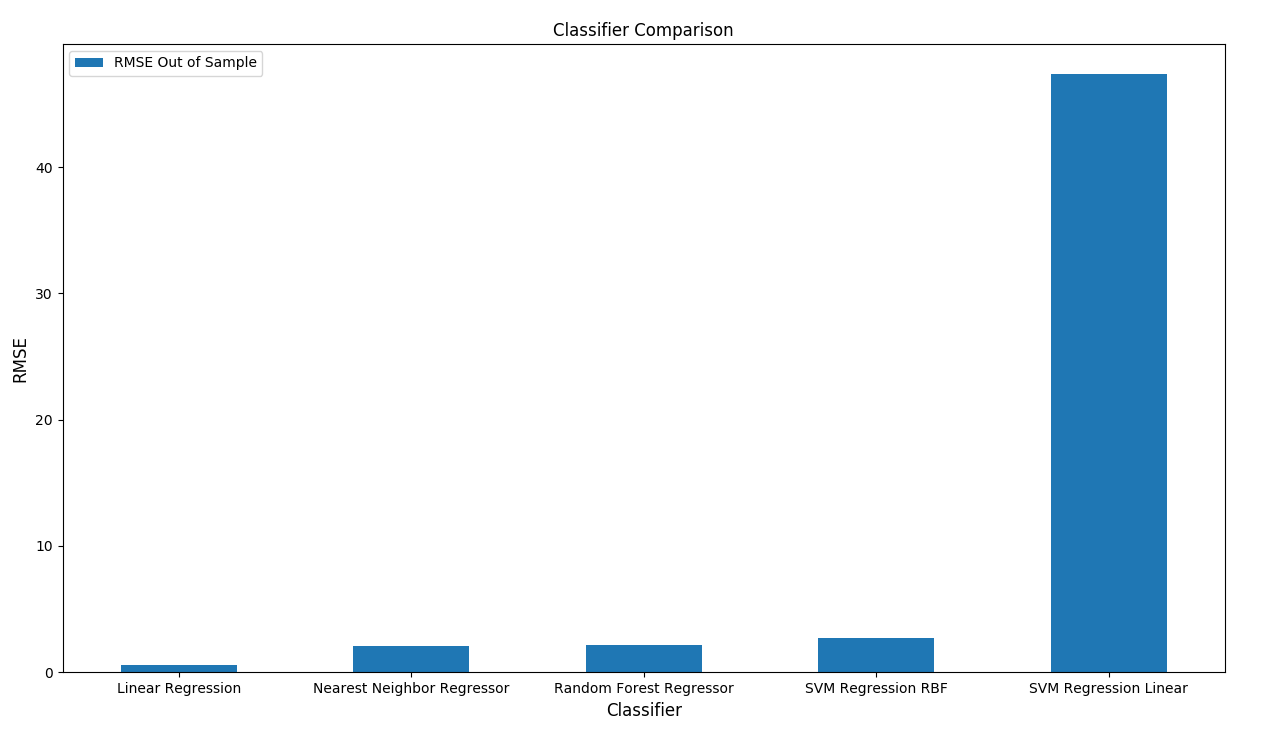 Classifier Comparison
RMSE Out of Sample
RMSE
40
30
20
10
0
Linear Regression
Nearest Neighbor Regressor
Random Forest Regressor
SVM Regression RBF
SVM Regression Linear
Classifier